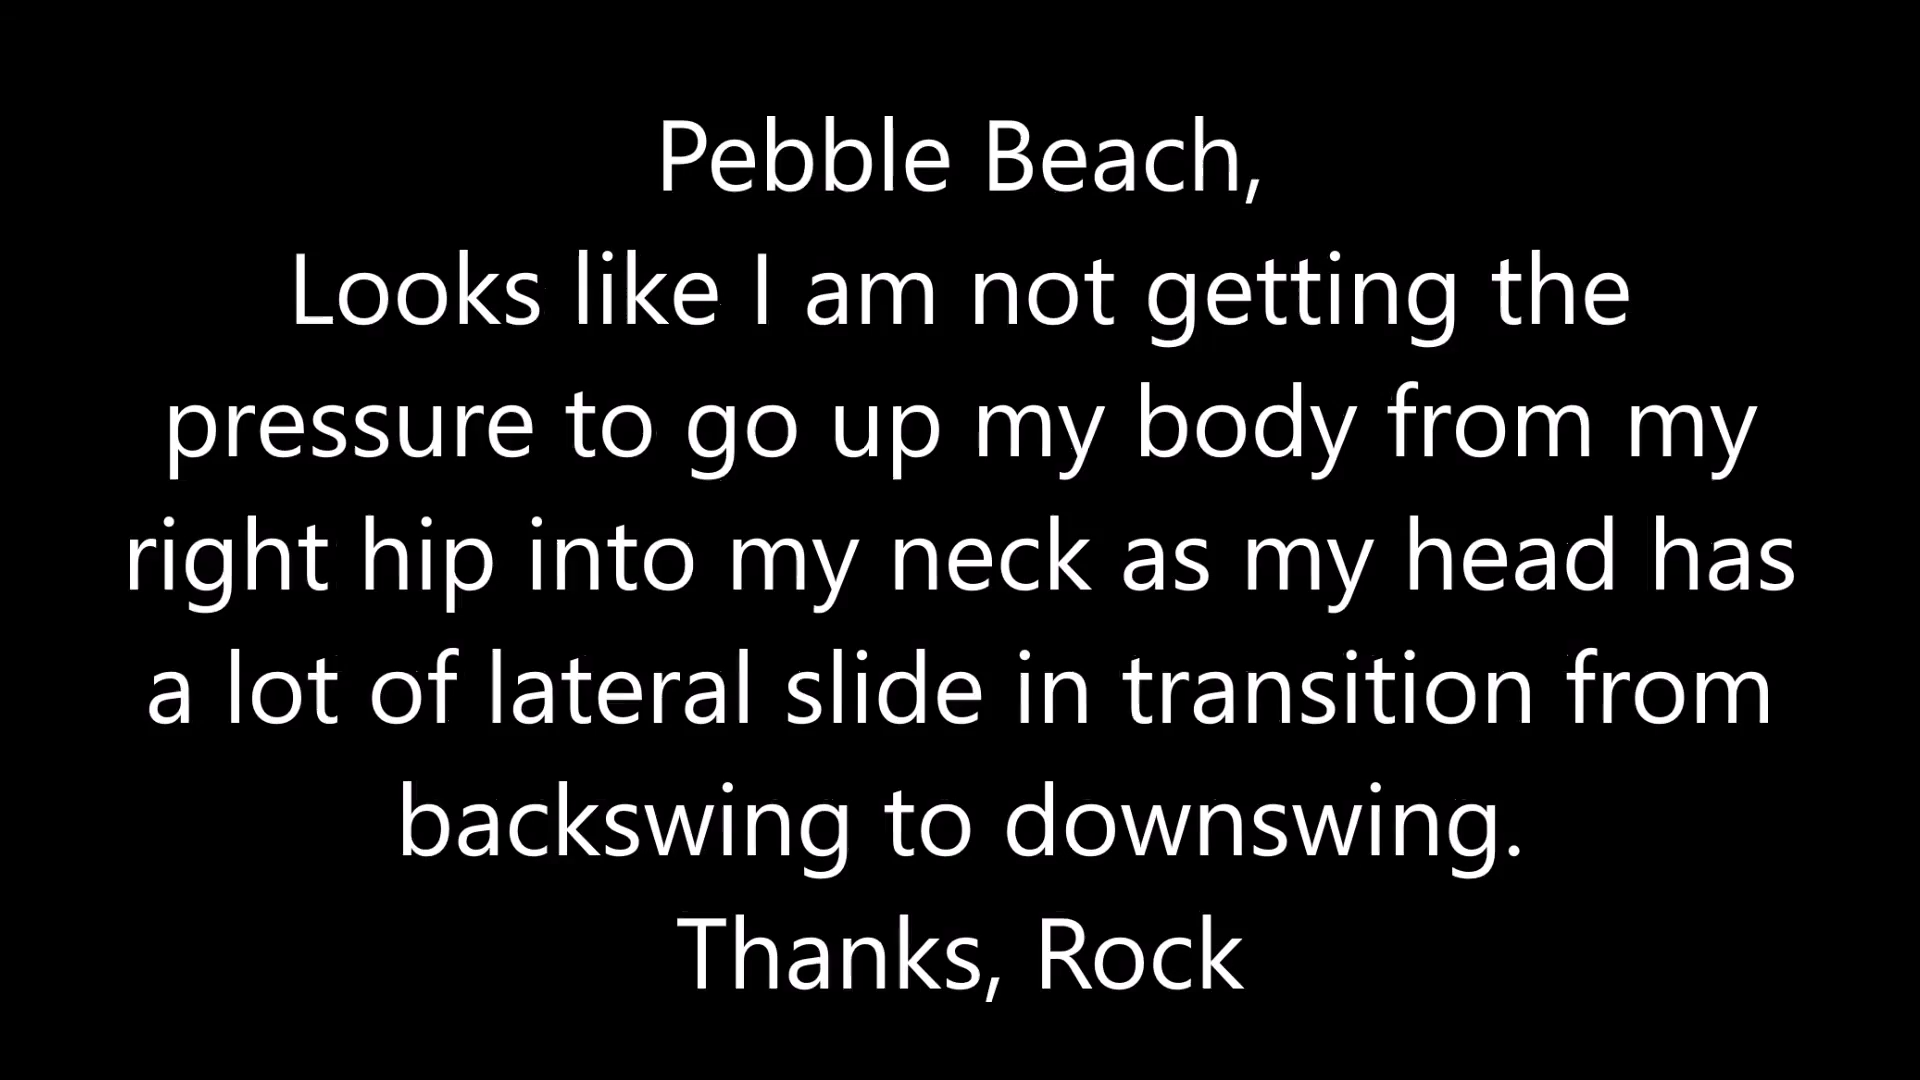 Pebble Beach,
Looks like I am not getting the
pressure to go up my body from my
right hip into my neck as my head has
a lot of lateral slide in transition from
backswing to downswing.
Thanks, Rock